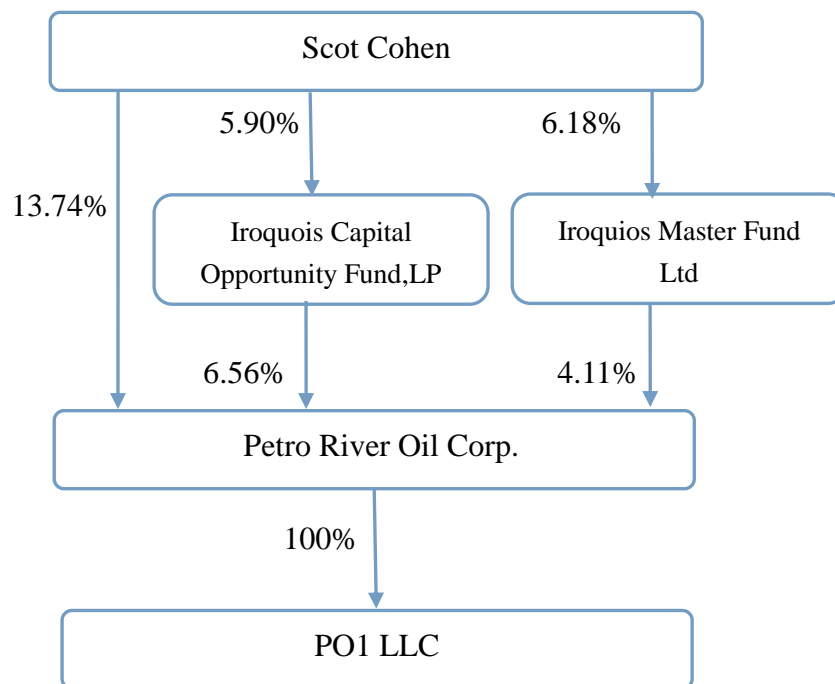 Scot Cohen
5.90%
6.18%
13.74%
Iroquois Capital
Opportunity Fund,LP
Iroquios Master Fund
Ltd
6.56%
4.11%
Petro River Oil Corp.
100%
PO1 LLC